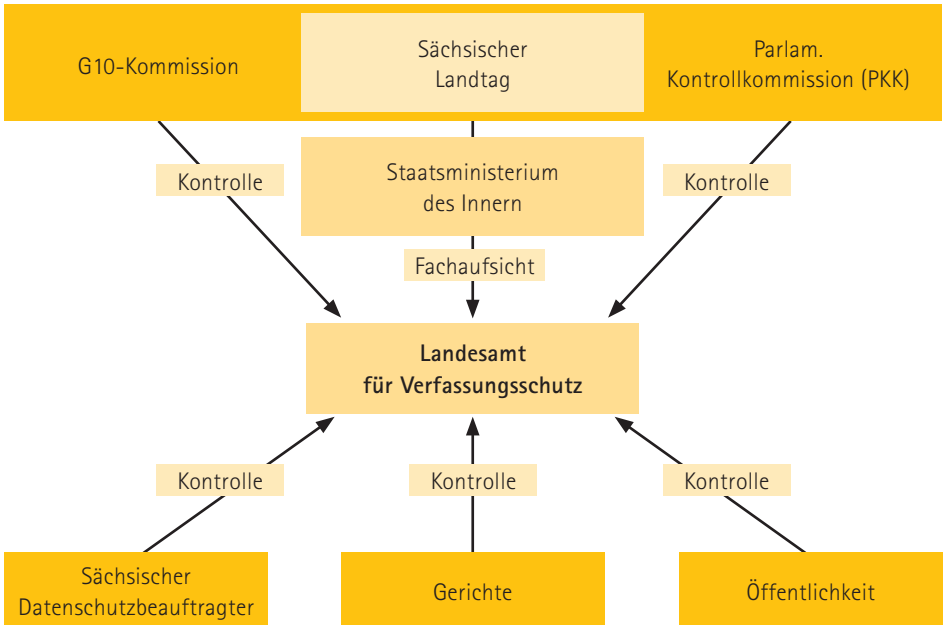 G10-Kommission
Sächsischer
Landtag
Parlam.
Kontrollkommission (PKK)
Kontrolle
Staatsministerium
des Innern
Kontrolle
Fachaufsicht
Landesamt
für Verfassungsschutz
Kontrolle
Kontrolle
Kontrolle
Sächsischer
Datenschutzbeauftragter
Gerichte
Öffentlichkeit